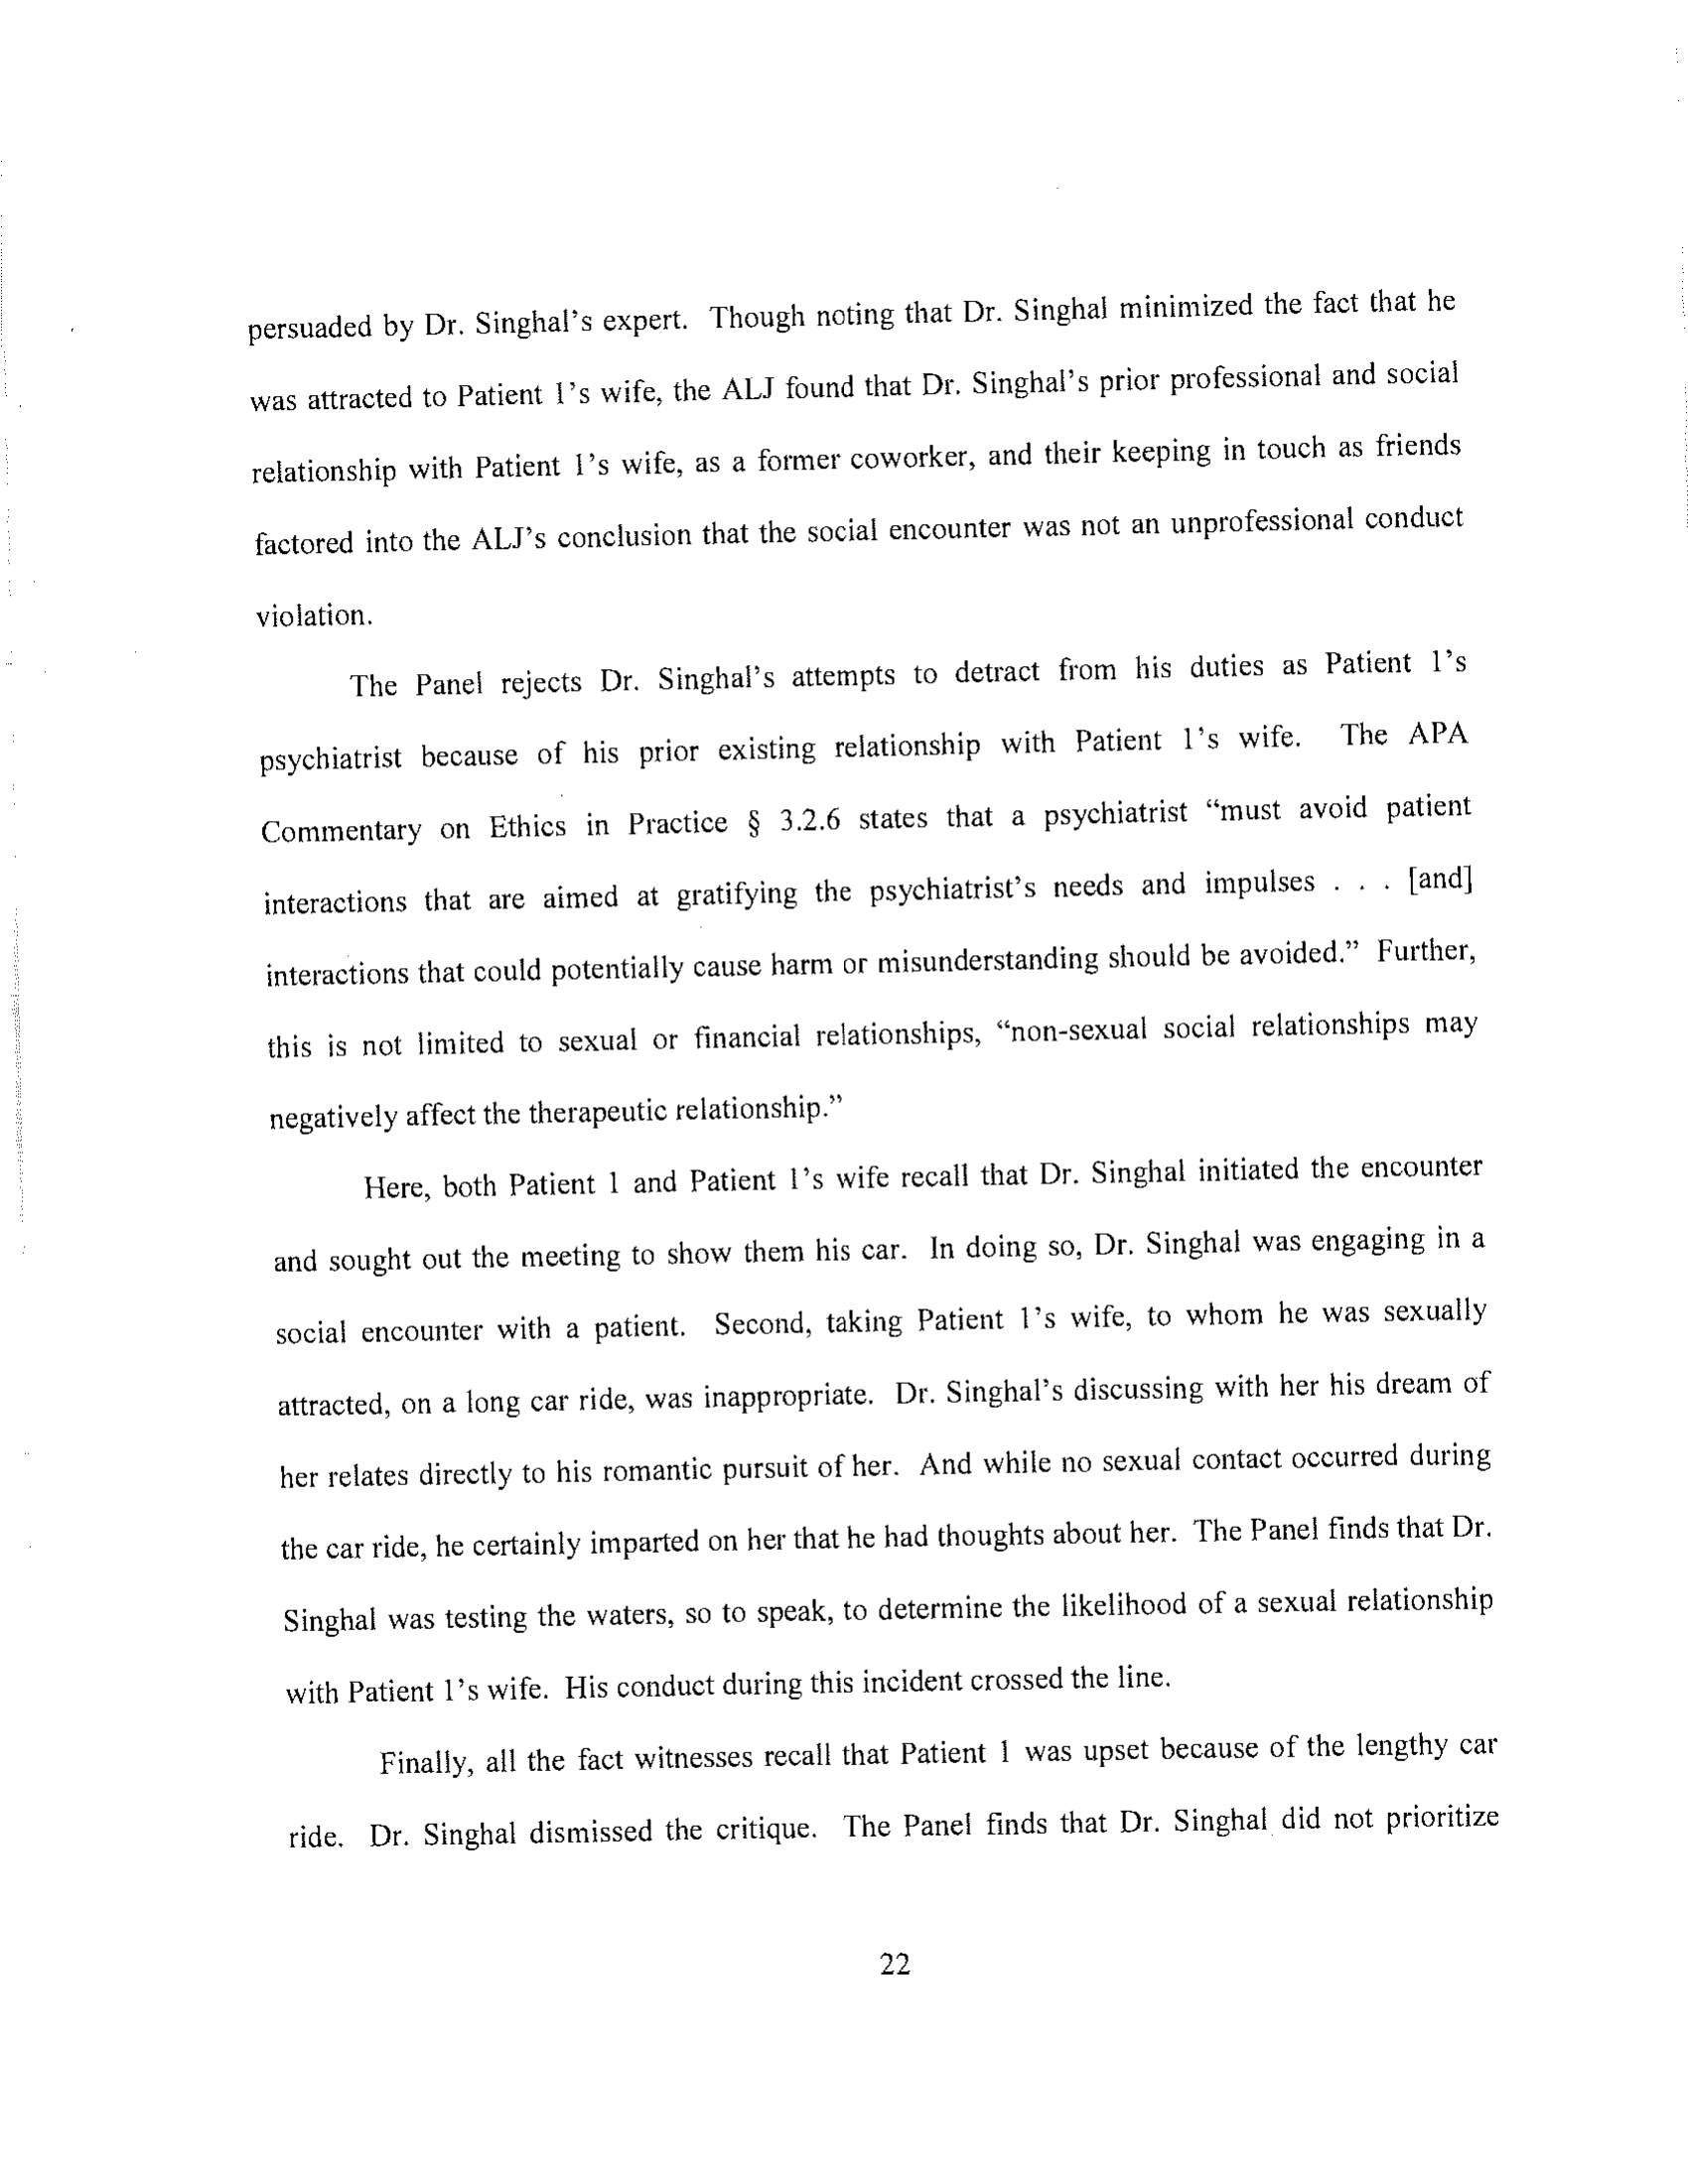 persuaded by Dr. Singhal's expert. Though noting that Dr. Singhal minimized the fact that he
was attracted to Patient 1's wife, the ALJ found that Dr. Singhal's prior professional and social
relationship with Patient 1's wife, as a former coworker, and their keeping in touch as friends
factored into the ALJ's conclusion that the social encounter was not an unprofessional conduct
violation.
The Panel rejects Dr. Singhal's attempts to detract from his duties as Patient 1's
psychiatrist because of his prior existing relationship with Patient 1's wife. The APA
Commentary on Ethics in Practice § 3.2.6 states that a psychiatrist “must avoid patient
interactions that are aimed at gratifying the psychiatrist's needs and impulses . . . [and]
interactions that could potentially cause harm or misunderstanding should be avoided.” Further,
this is not limited to sexual or financial relationships, “non-sexual social relationships may
negatively affect the therapeutic relationship.”
Here, both Patient 1 and Patient 1's wife recall that Dr. Singhal initiated the encounter
and sought out the meeting to show them his car. In doing so, Dr. Singhal was engaging in a
social encounter with a patient. Second, taking Patient 1's wife, to whom he was sexually
attracted, on a long car ride, was inappropriate. Dr. Singhal's discussing with her his dream of
her relates directly to his romantic pursuit of her. And while no sexual contact occurred during
the car ride, he certainly imparted on her that he had thoughts about her. The Panel finds that Dr.
Singhal was testing the waters, so to speak, to determine the likelihood of a sexual relationship
with Patient 1's wife. His conduct during this incident crossed the line.
Finally, all the fact witnesses recall that Patient 1 was upset because of the lengthy car
ride. Dr. Singhal dismissed the critique. The Panel finds that Dr. Singhal did not prioritize
22